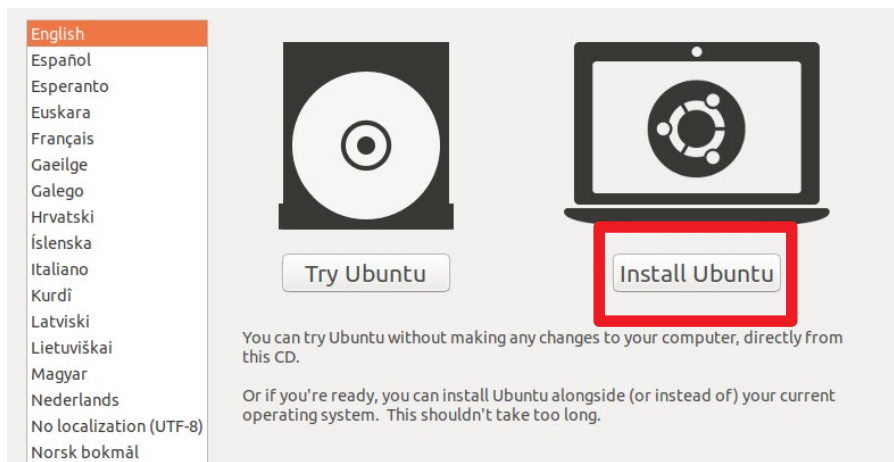 English
Español
Esperanto
Euskara
Français
Gaeilge
Galego
Hrvatski
Íslenska
Italiano
Kurdî
Latviski
Lietuviškai
Magyar
Nederlands
No localization (UTF-8)
Norsk bokmål
Try Ubuntu
Install Ubuntu
You can try Ubuntu without making any changes to your computer, directly from
this CD.
Or if you're ready, you can install Ubuntu alongside (or instead of) your current
operating system. This shouldn't take too long.